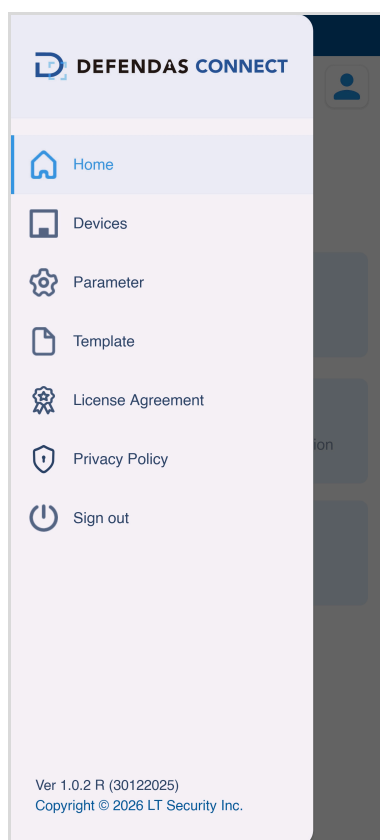 DEFENDAS CONNECT
Home
Devices
Parameter
Template
License Agreement
ion
Privacy Policy
Sign out
Ver 1.0.2 R (30122025)
Copyright © 2026 LT Security Inc.